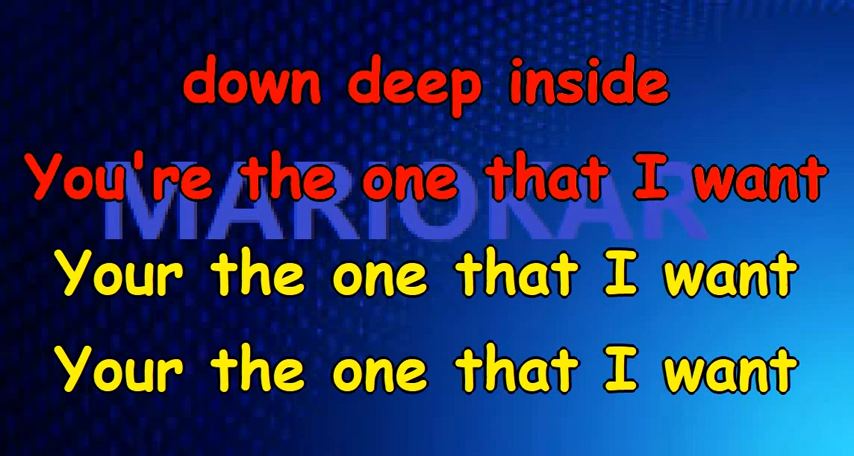 down deep inside
You're the one that I want
MARIOKAR
Your the one that I want
Your the one that I want